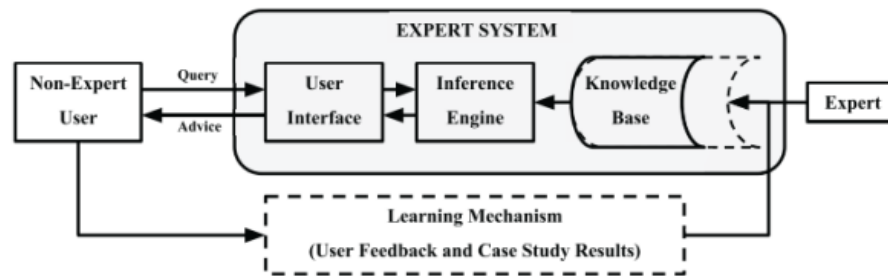 EXPERT SYSTEM
Non-Expert
User
Query
Advice
User
Interface
Inference
Engine
Knowledge
Base
Expert
Learning Mechanism
(User Feedback and Case Study Results)